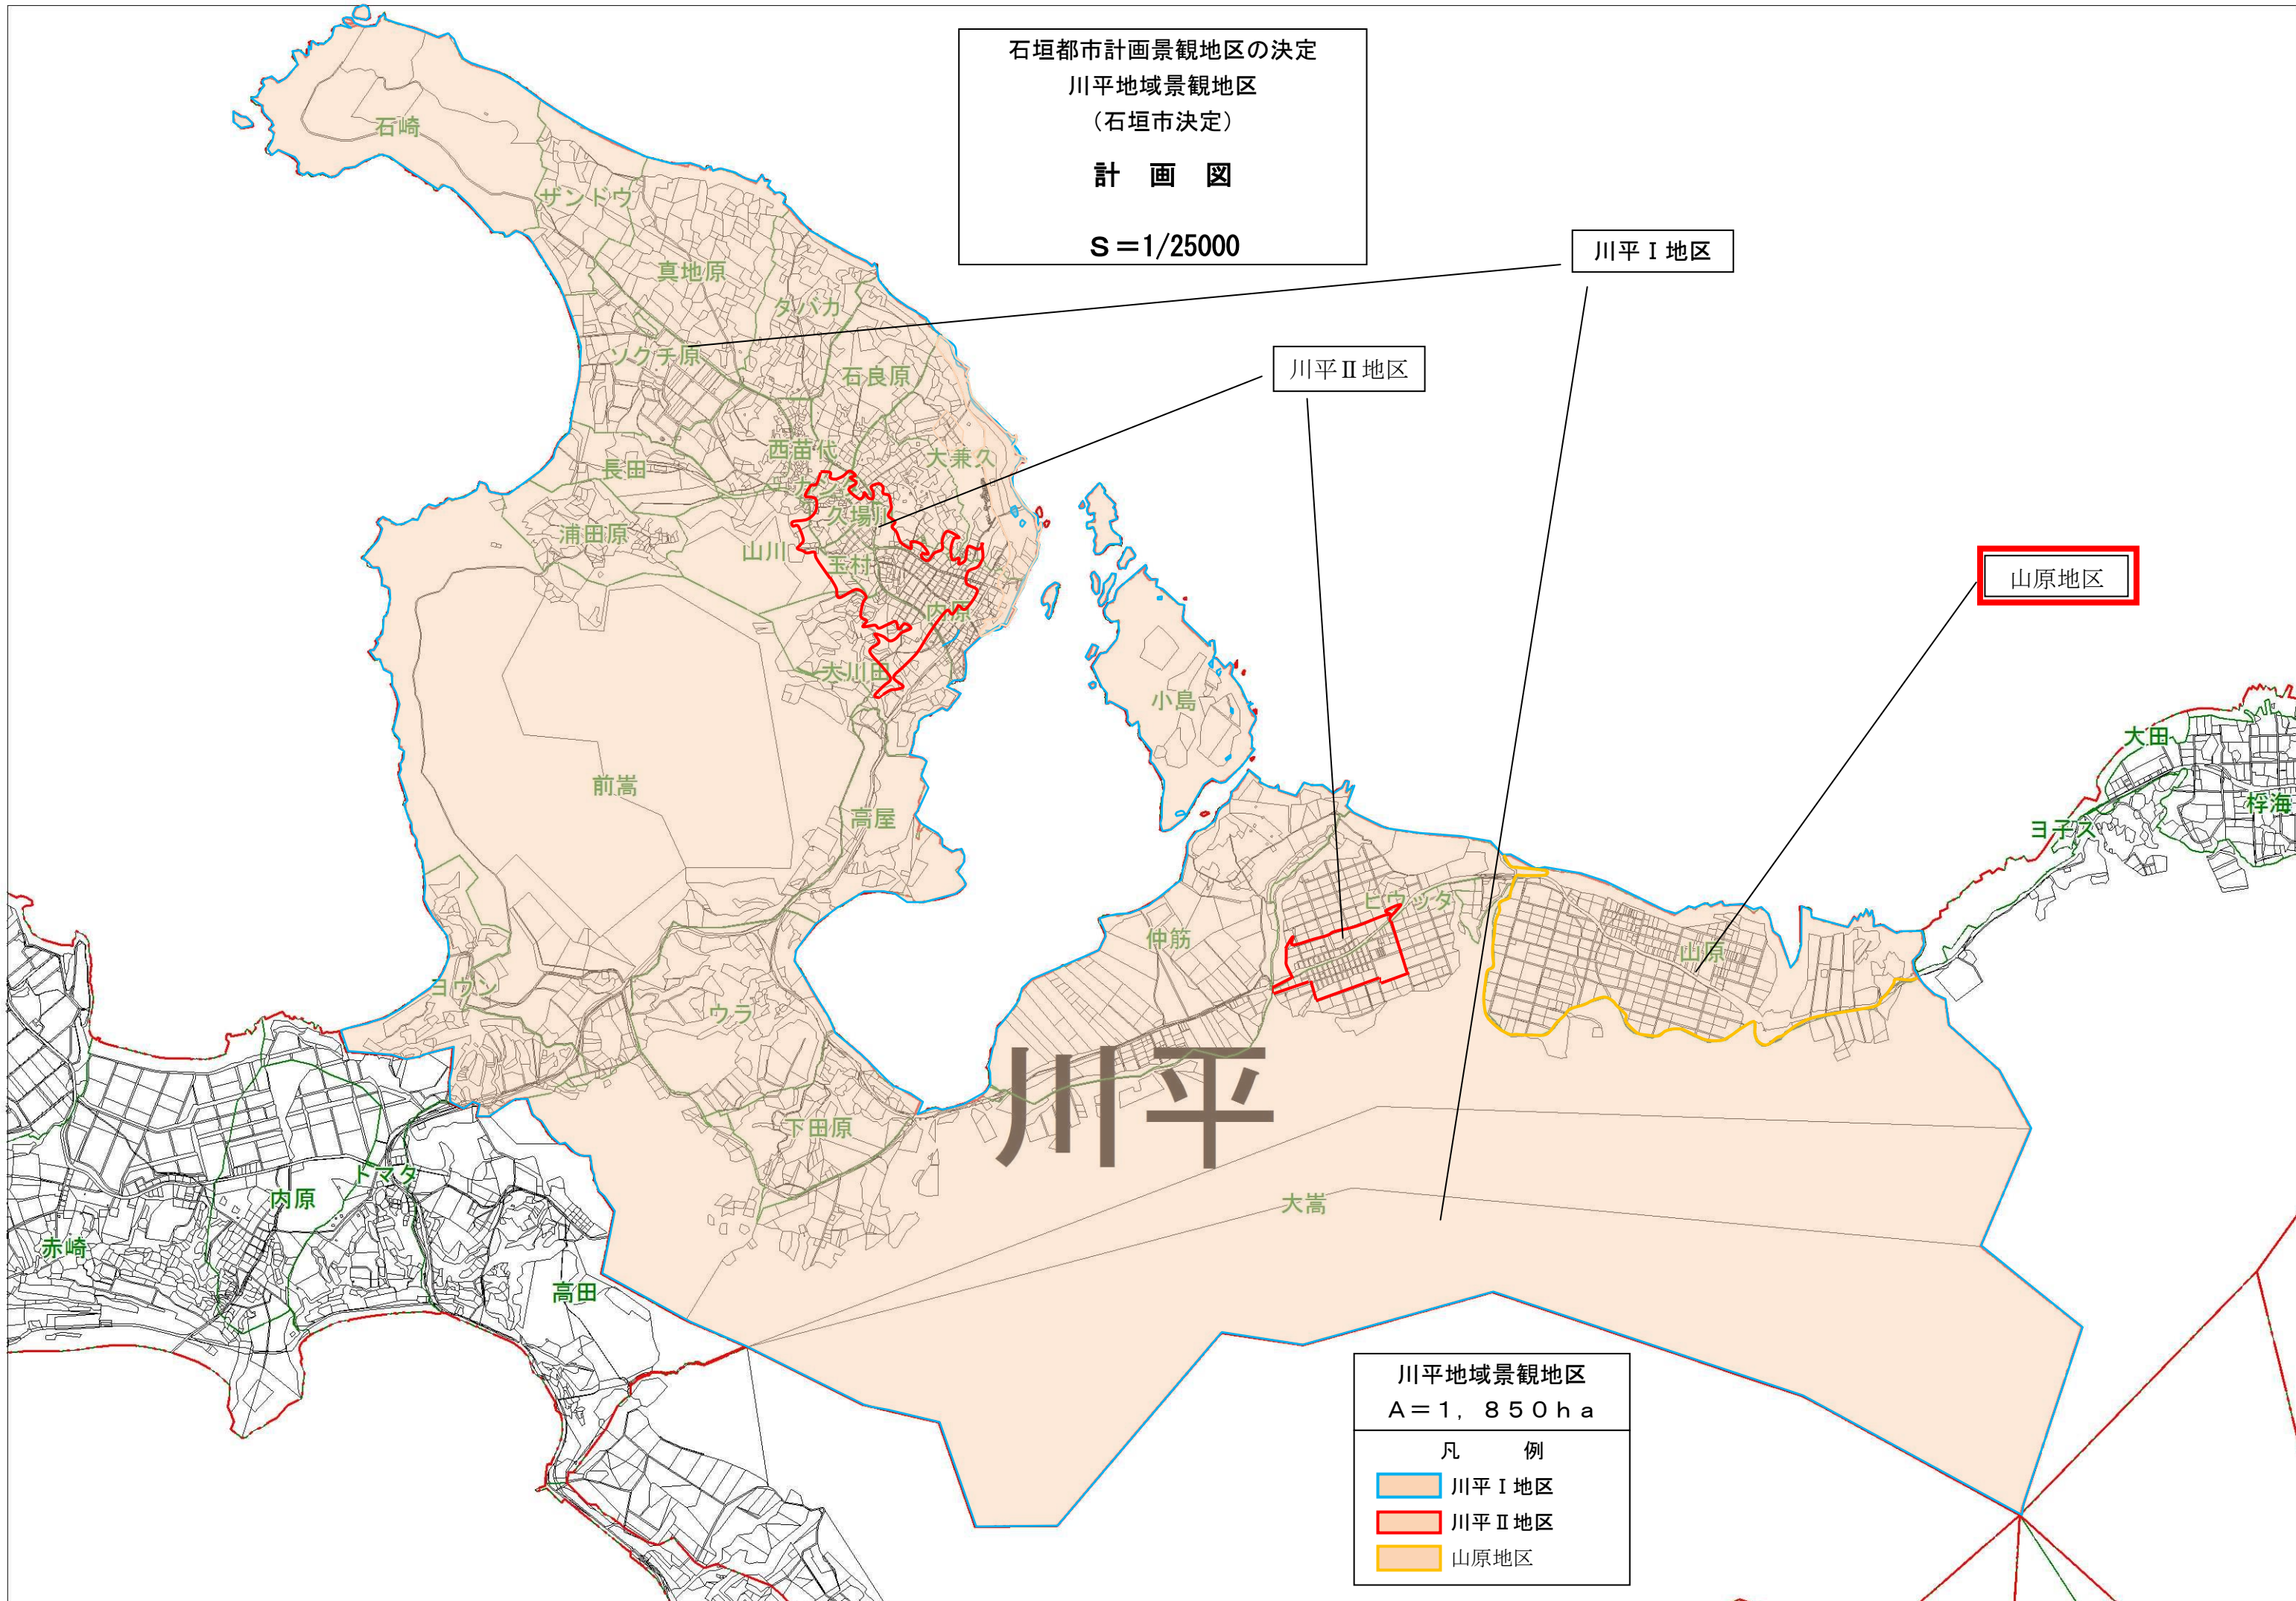 石垣都市計画景観地区の決定
川平地域景観地区
（石垣市決定）
計 画 図
S＝1/25000
川平Ⅰ地区
川平Ⅱ地区
山原地区
石崎
ザンドウ
真地原
タバカ
ソクチ原
石良原
西苗代
大兼久
長田
久場川
浦田原
山川
玉村
内原
大川田
小島
大田
桴海
ヨ子ス
前嵩
高屋
ヒウッタ
仲筋
山原
ヨウン
ウラ
川平
下田原
トマタ
内原
大嵩
赤崎
高田
川平地域景観地区
A＝1，850ha
凡 例
川平Ⅰ地区
川平Ⅱ地区
山原地区